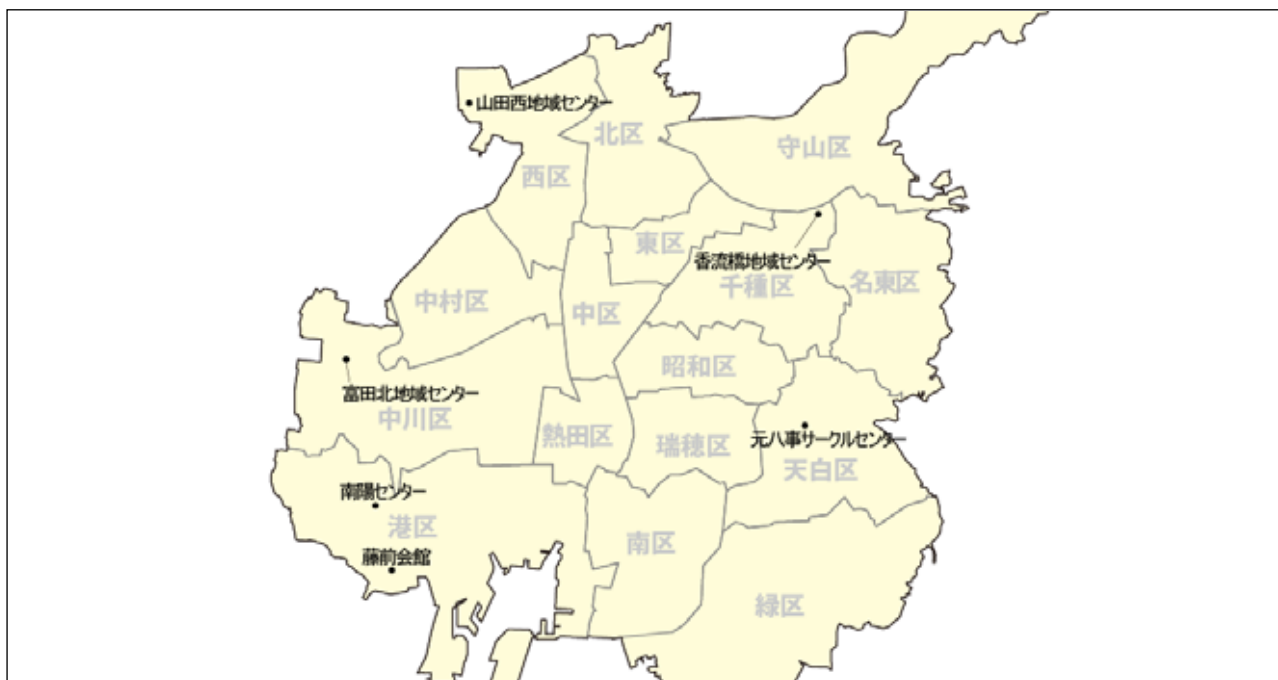 山田西地域センター
北区
守山区
西区
東区
香流橋地域センター
千種区
名東区
中村区
中区
昭和区
富田北地域センター
中川区
熱田区
瑞穂区
元八事サークルセンター
天白区
南陽センター
港区
南区
藤前会館
緑区